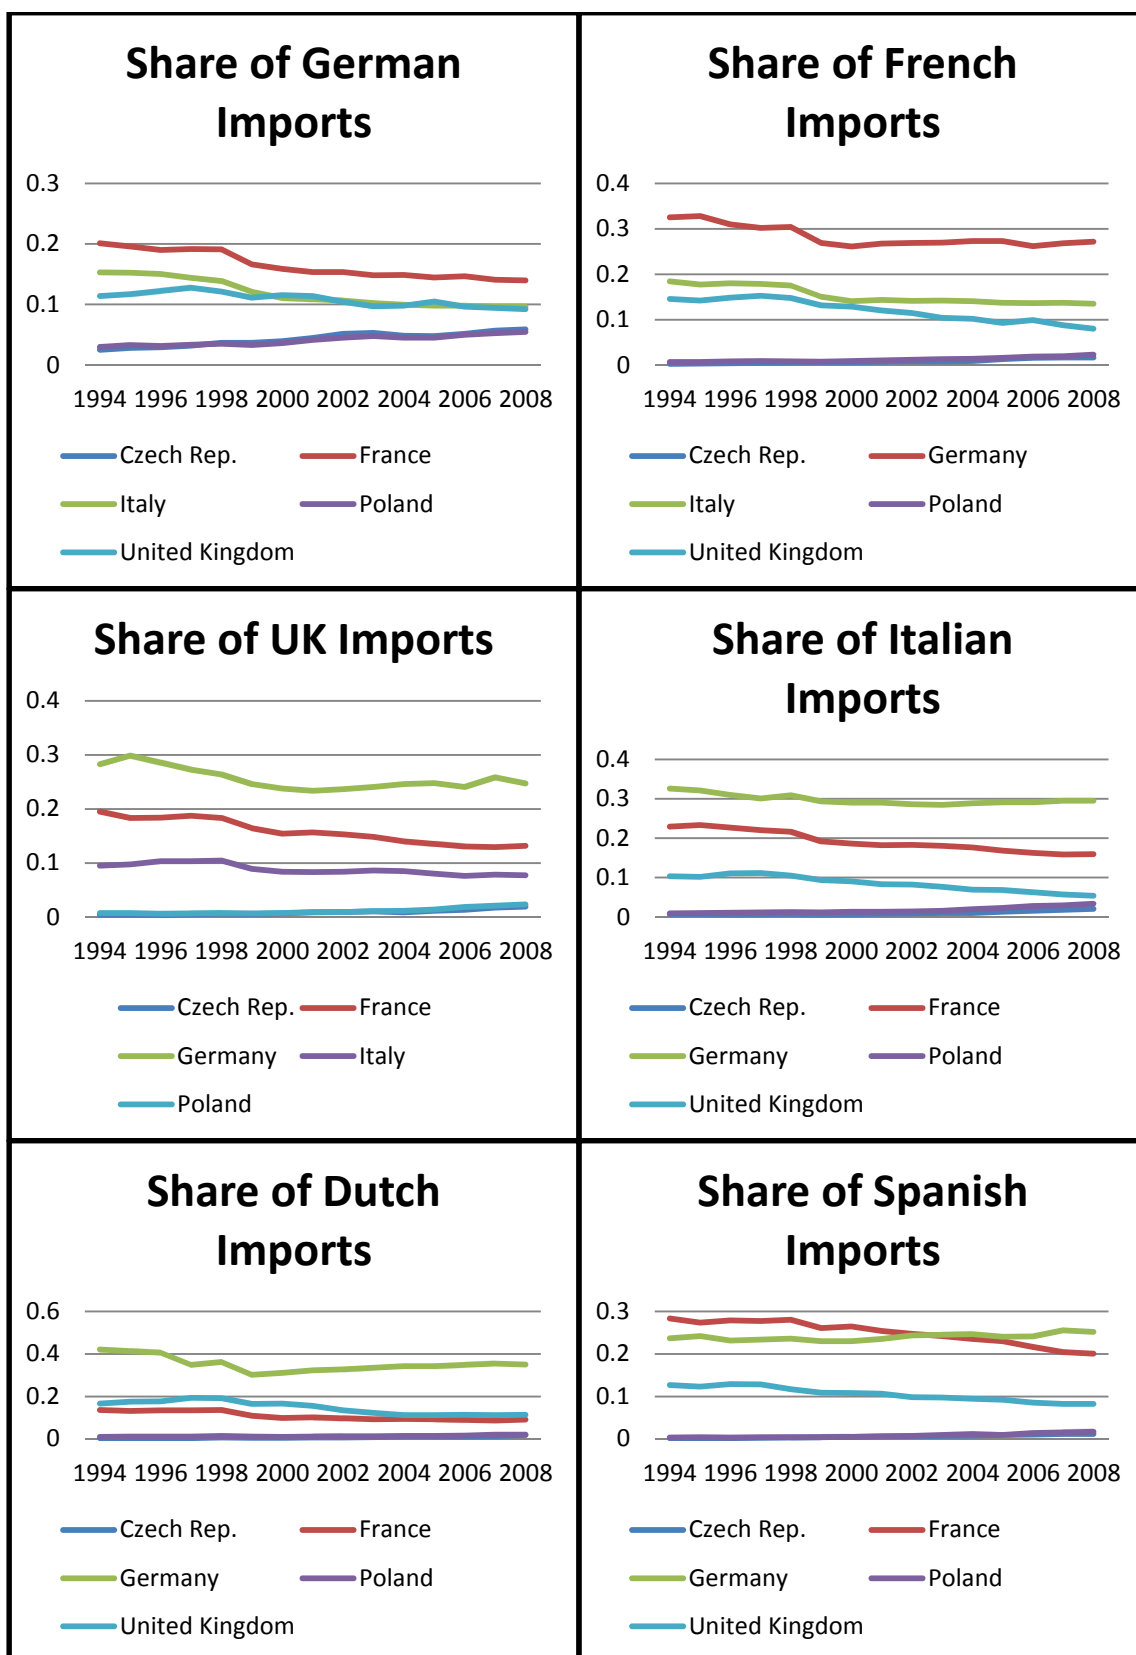 Share of German
Imports
0.3
0.2
0.1
0
1994 1996 1998 2000 2002 2004 2006 2008
Czech Rep. France
Italy Poland
United Kingdom
Share of French
Imports
0.4
0.3
0.2
0.1
0
1994 1996 1998 2000 2002 2004 2006 2008
Czech Rep. Germany
Italy Poland
United Kingdom
Share of UK Imports
0.4
0.3
0.2
0.1
0
1994 1996 1998 2000 2002 2004 2006 2008
Czech Rep. France
Germany Italy
Poland
Share of Italian
Imports
0.4
0.3
0.2
0.1
0
1994 1996 1998 2000 2002 2004 2006 2008
Czech Rep. France
Germany Poland
United Kingdom
Share of Dutch
Imports
0.6
0.4
0.2
0
1994 1996 1998 2000 2002 2004 2006 2008
Czech Rep. France
Germany Poland
United Kingdom
Share of Spanish
Imports
0.3
0.2
0.1
0
1994 1996 1998 2000 2002 2004 2006 2008
Czech Rep. France
Germany Poland
United Kingdom